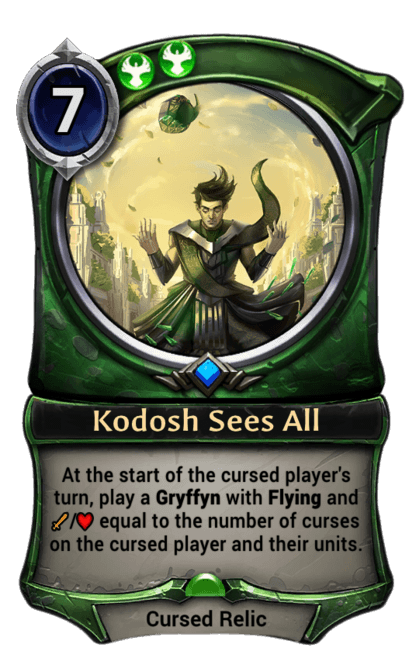 7
Kodosh Sees All
At the start of the cursed player's
turn, play a Gryffyn with Flying and
/ equal to the number of curses
on the cursed player and their units.
Cursed Relic